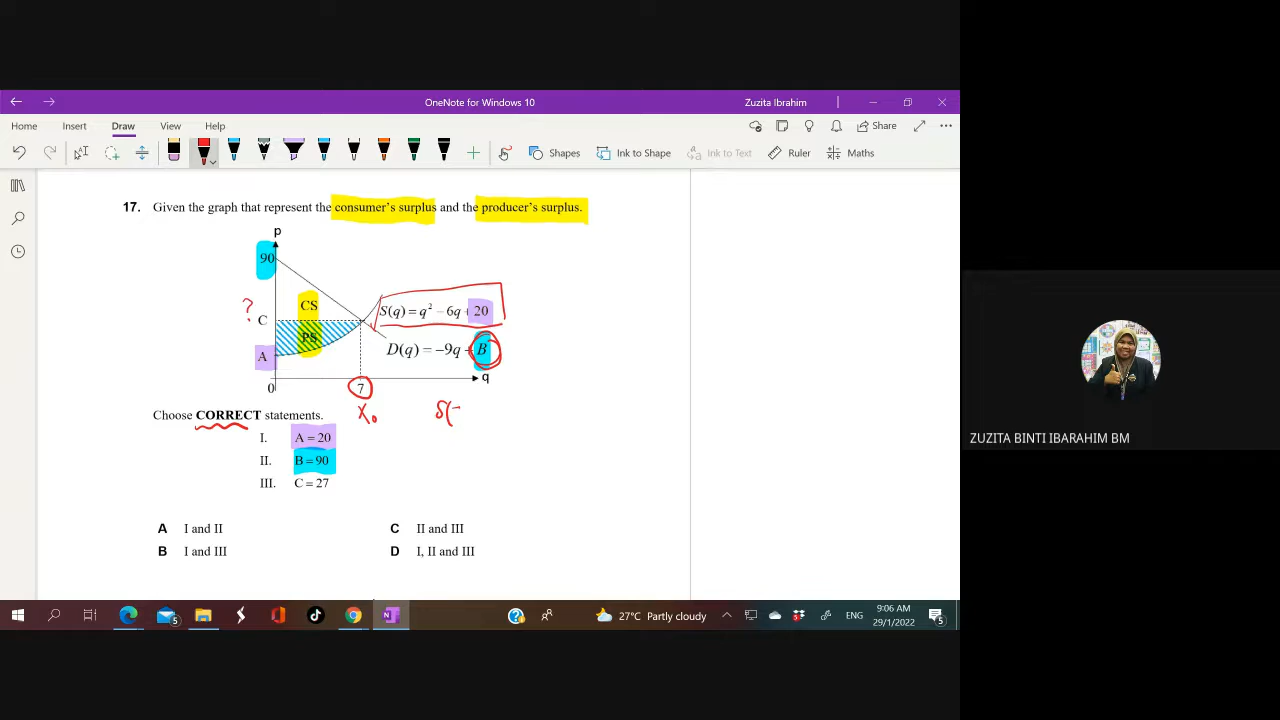 OneNote for Windows 10
Zuzita Ibrahim
Home Insert Draw View Help
Share
Shapes Ink to Shape Ink to Text Ruler Maths
17. Given the graph that represent the consumer's surplus and the producer's surplus.
p
90
CS
S(q) = q² – 6q + 20
? C
PS
D(q) = –9q + B
A
0 7 q
x₀ S(
Choose CORRECT statements.
I. A = 20
II. B = 90
III. C = 27
A I and II C II and III
B I and III D I, II and III
ZUZITA BINTI IBARAHIM BM
5 27°C Partly cloudy 5 ENG 9:06 AM
29/1/2022 5